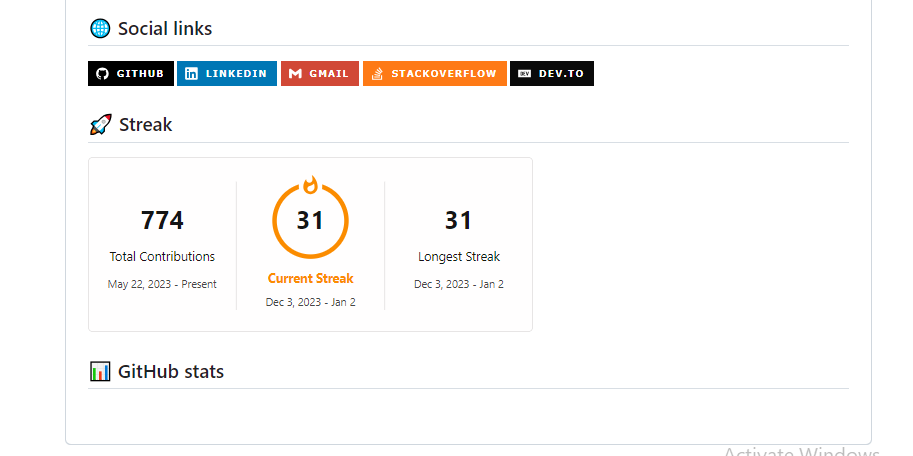 Social links
GITHUB LINKEDIN GMAIL STACKOVERFLOW DEV.TO
Streak
774 31 31
Total Contributions Longest Streak
Current Streak
May 22, 2023 - Present Dec 3, 2023 - Jan 2
Dec 3, 2023 - Jan 2
GitHub stats
Activate Windows